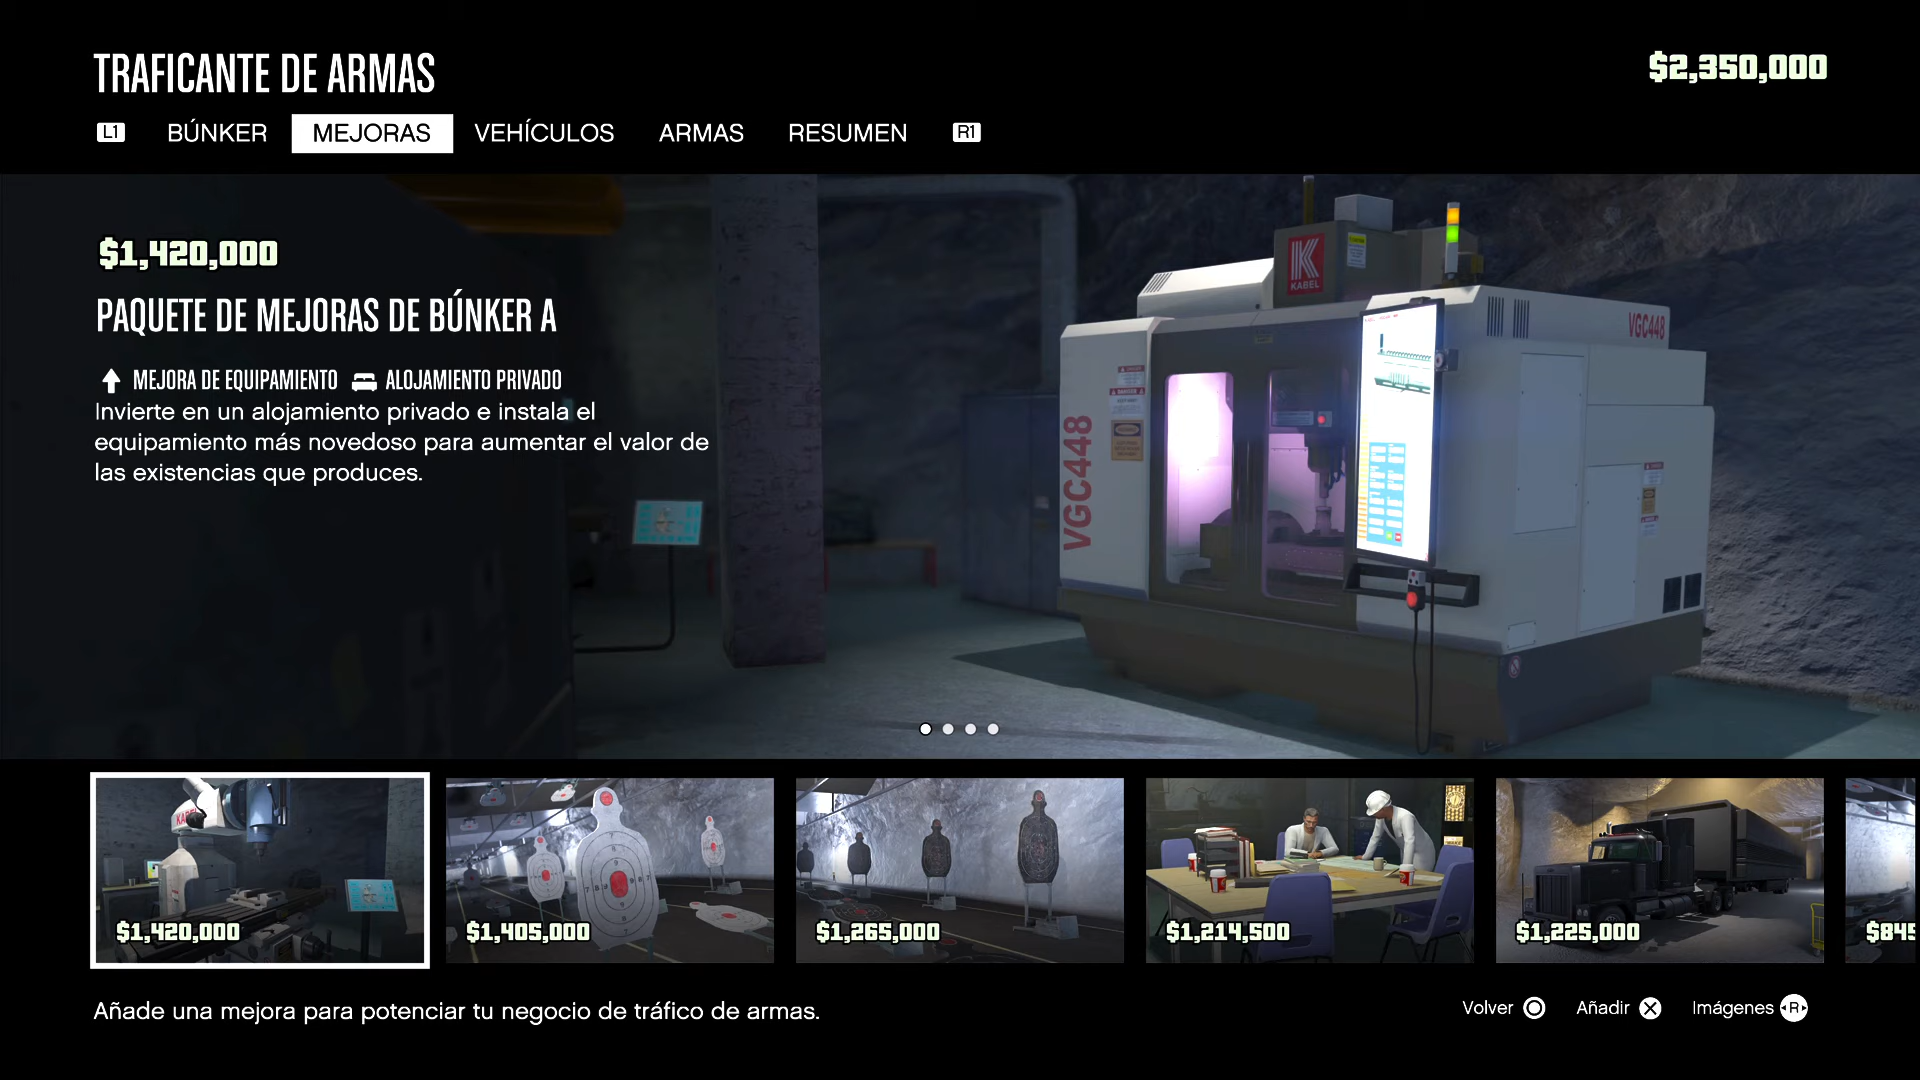 TRAFICANTE DE ARMAS
$2,350,000
L1 BÚNKER MEJORAS VEHÍCULOS ARMAS RESUMEN R1
$1,420,000
PAQUETE DE MEJORAS DE BÚNKER A
MEJORA DE EQUIPAMIENTO ALOJAMIENTO PRIVADO
Invierte en un alojamiento privado e instala el
equipamiento más novedoso para aumentar el valor de
las existencias que produces.
K
KABEL
VGC448
VGC448
$1,420,000
$1,405,000
$1,265,000
$1,214,500
$1,225,000
$845
Añade una mejora para potenciar tu negocio de tráfico de armas.
Volver Añadir Imágenes R